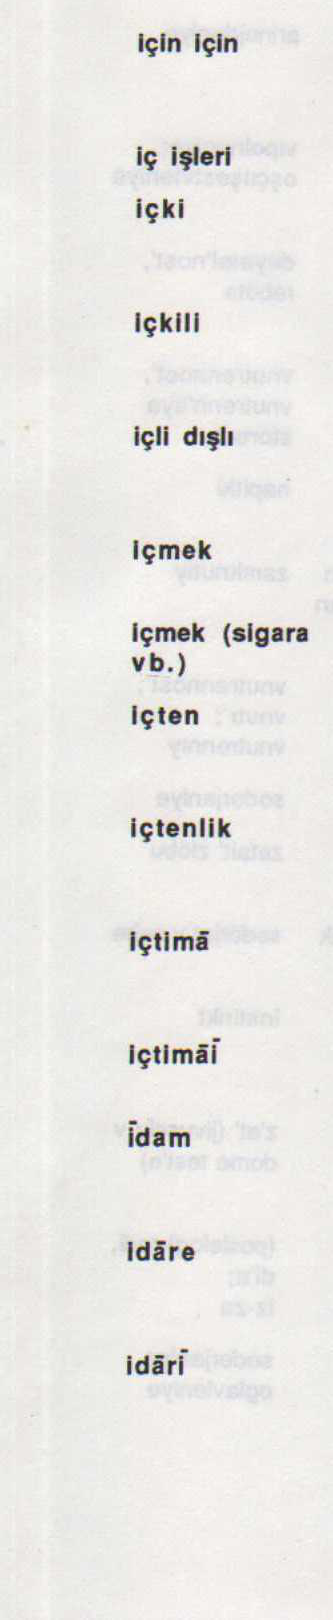 için için
iç işleri
içki
içkili
içli dışlı
içmek
içmek (sigara
vb.)
içten
içtenlik
içtimā
içtimāī
īdam
idāre
idārī